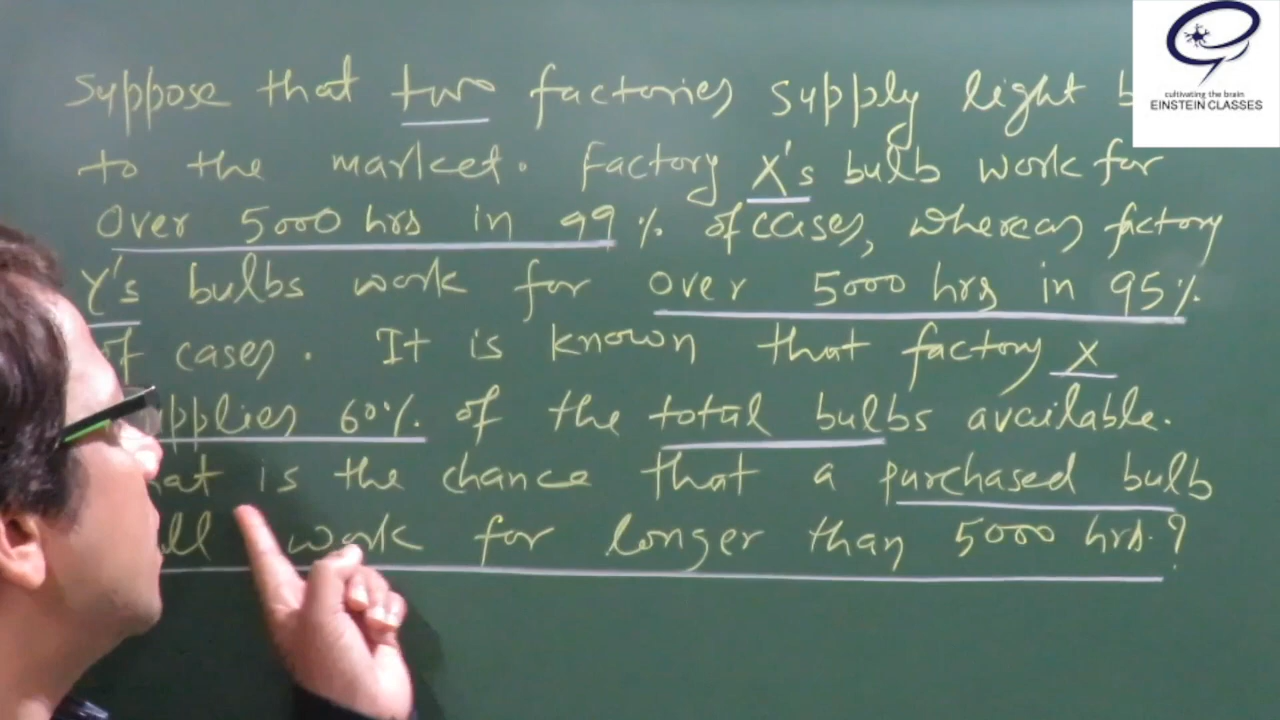 Suppose that two factories supply light b
to the market. Factory X's bulb work for
Over 5000 hrs in 99 % of cases, whereas factory
Y's bulbs work for over 5000 hrs in 95%
of cases. It is known that factory X
pplies 60% of the total bulbs available.
at is the chance that a purchased bulb
ll work for longer than 5000 hrs.?
cultivating the brain
EINSTEIN CLASSES